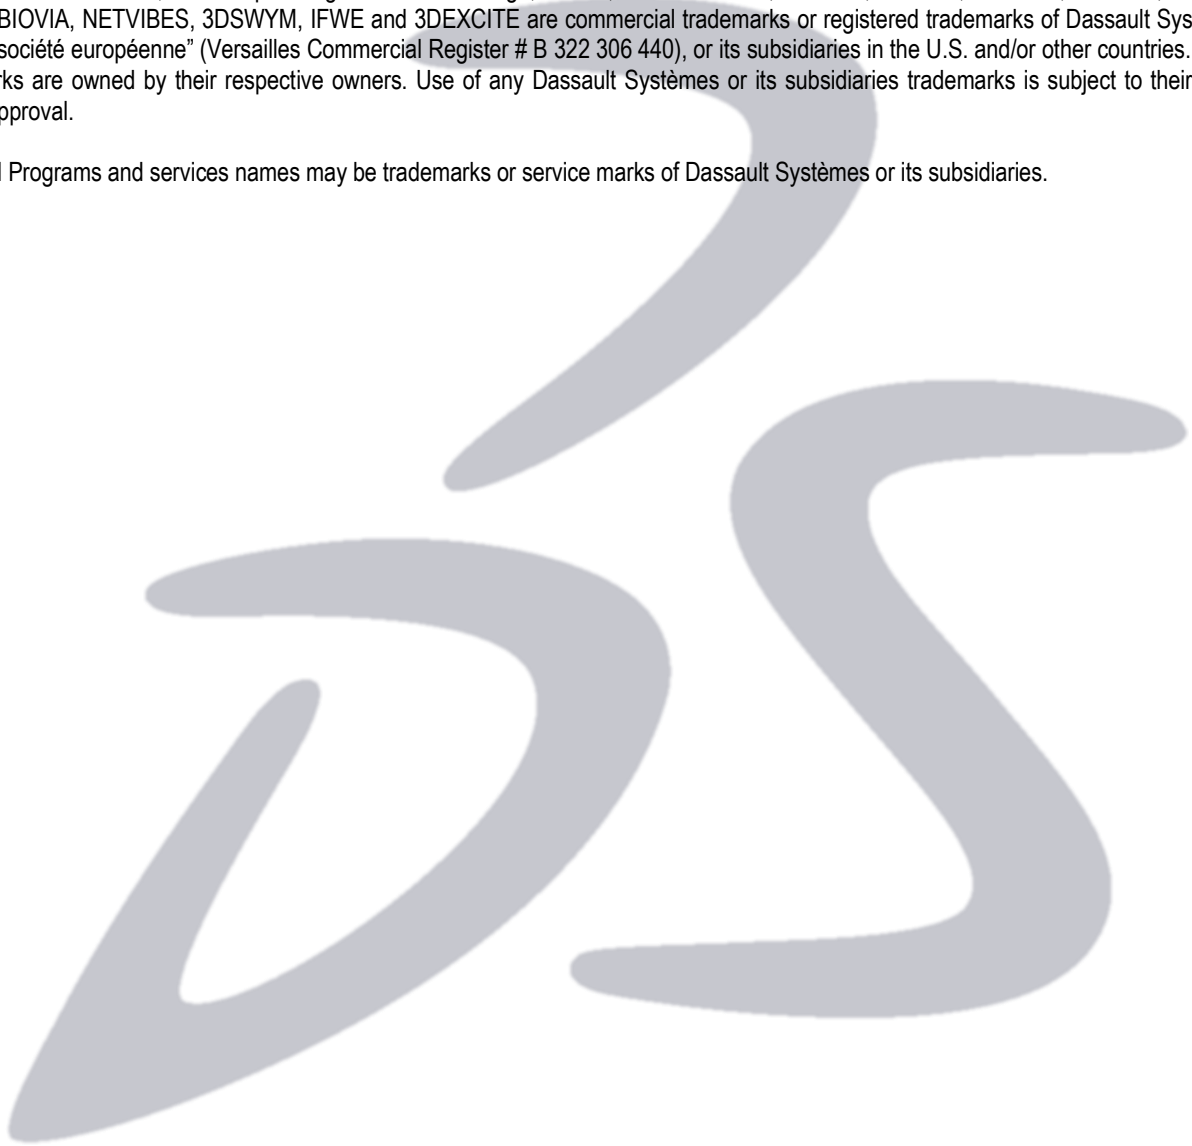 BIOVIA, NETVIBES, 3DSWYM, IFWE and 3DEXCITE are commercial trademarks or registered trademarks of Dassault Sys
société européenne” (Versailles Commercial Register # B 322 306 440), or its subsidiaries in the U.S. and/or other countries.
rks are owned by their respective owners. Use of any Dassault Systèmes or its subsidiaries trademarks is subject to their
pproval.
l Programs and services names may be trademarks or service marks of Dassault Systèmes or its subsidiaries.